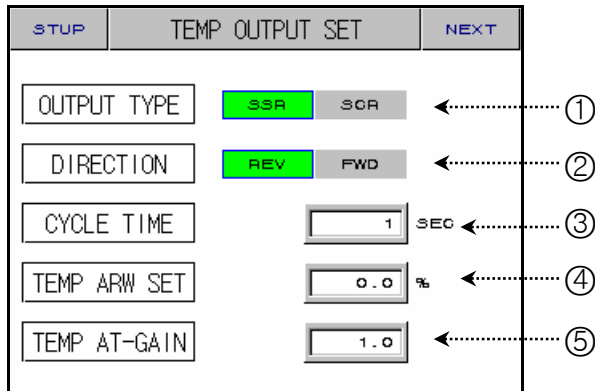 STUP TEMP OUTPUT SET NEXT
OUTPUT TYPE SSR SCR ①
DIRECTION REV FWD ②
CYCLE TIME 1 SEC ③
TEMP ARW SET 0.0 % ④
TEMP AT-GAIN 1.0 ⑤